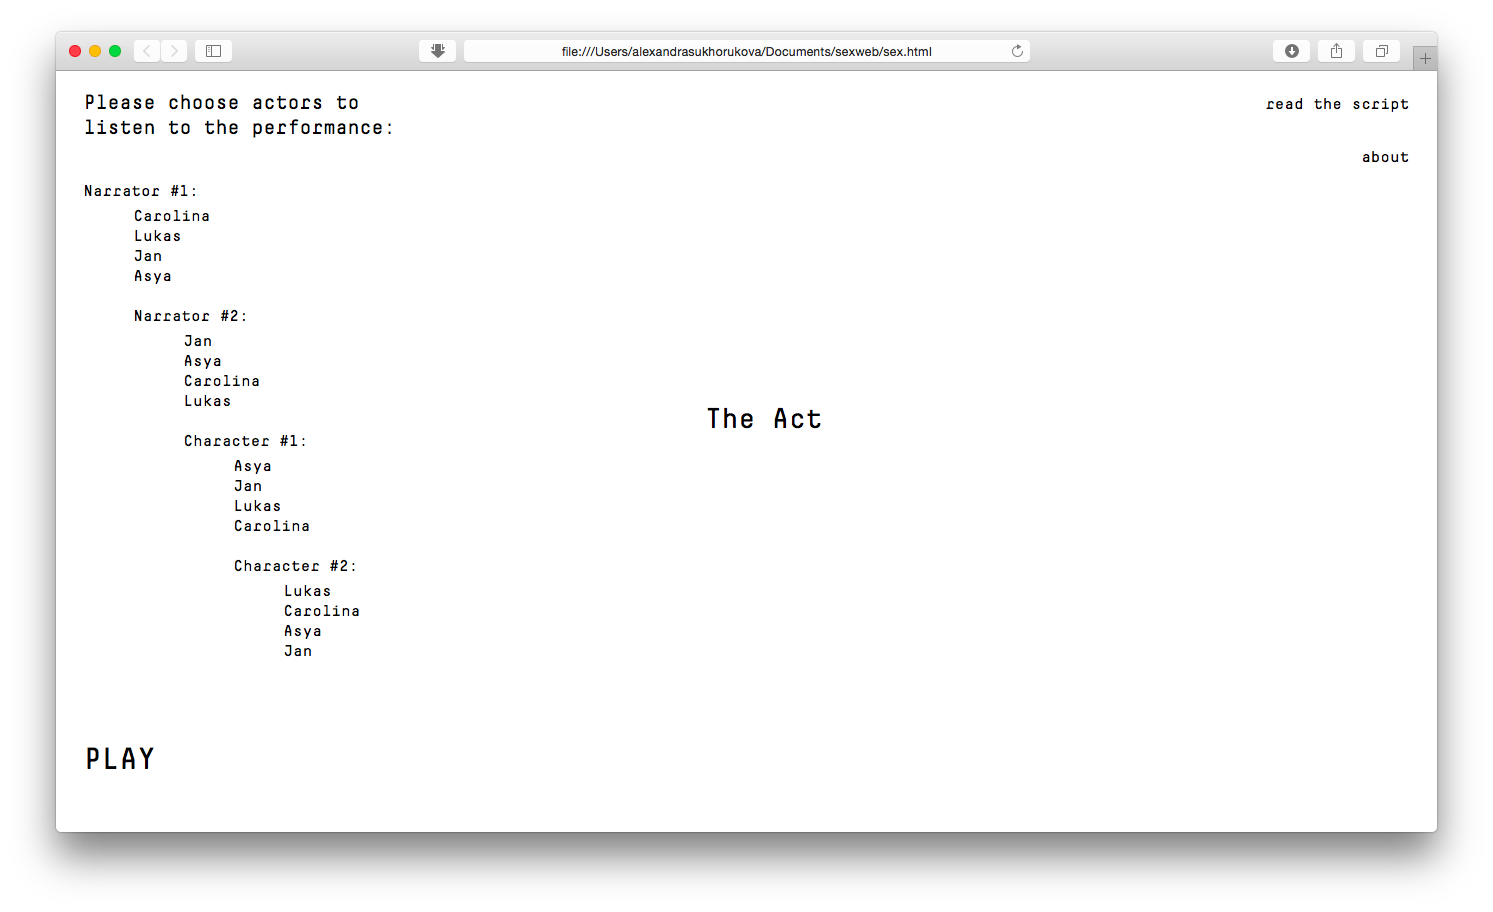 file:///Users/alexandrasukhorukova/Documents/sexweb/sex.html
Please choose actors to
listen to the performance:
read the script
about
Narrator #1:
Carolina
Lukas
Jan
Asya
Narrator #2:
Jan
Asya
Carolina
Lukas
The Act
Character #1:
Asya
Jan
Lukas
Carolina
Character #2:
Lukas
Carolina
Asya
Jan
PLAY